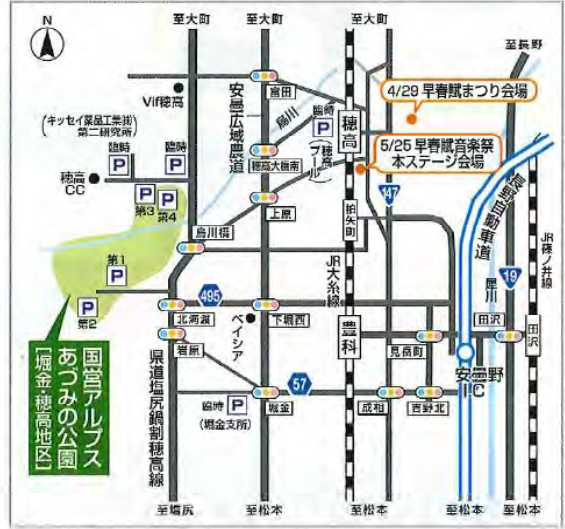 N
至大町
至大町
至大町
至長野
Vif穂高
富田
4/29 早春賦まつり会場
(キッセイ薬品工業㈱)
第二研究所
安曇広域農道
烏川
臨時
P
(穂高プール)
穂高
5/25 早春賦音楽祭
本ステージ会場
臨時
P
臨時
P
穂高
CC
穂高大橋南
P
第3
P
第4
上原
柏矢町
147
長野自動車道
烏川橋
第1
P
P
第2
495
JR大糸線
犀川
19
JR篠ノ井線
北海渡
ベイシア
下堀西
豊科
田沢
田沢
岩原
見岳町
安曇野
I.C
国営アルプス
あづみの公園
[堀金・穂高地区]
県道塩尻鍋割穂高線
57
臨時
P
(堀金支所)
堀金
成相
吉野北
至塩尻
至松本
至松本
至松本
至松本